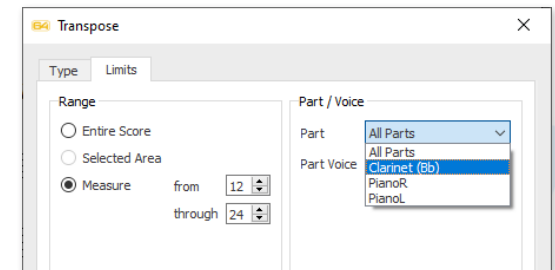 64 Transpose
Type Limits
Range
Entire Score
Selected Area
Measure from 12
through 24
Part / Voice
Part All Parts
All Parts
Clarinet (Bb)
PianoR
PianoL
Part Voice